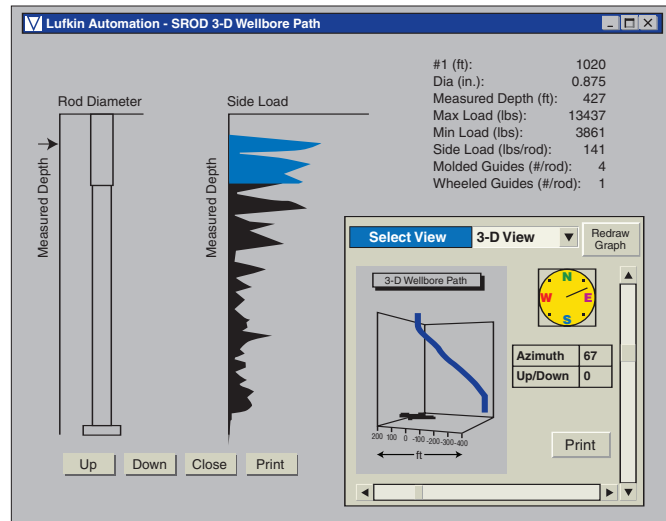 Lufkin Automation - SROD 3-D Wellbore Path
#1 (ft): 1020
Dia (in.): 0.875
Measured Depth (ft): 427
Max Load (lbs): 13437
Min Load (lbs): 3861
Side Load (lbs/rod): 141
Molded Guides (#/rod): 4
Wheeled Guides (#/rod): 1
Rod Diameter
Side Load
Measured Depth
Measured Depth
Select View
3-D View
Redraw
Graph
3-D Wellbore Path
N
W
E
S
Azimuth 67
Up/Down 0
200 100 0 -100 -200 -300 -400
ft
Print
Up
Down
Close
Print